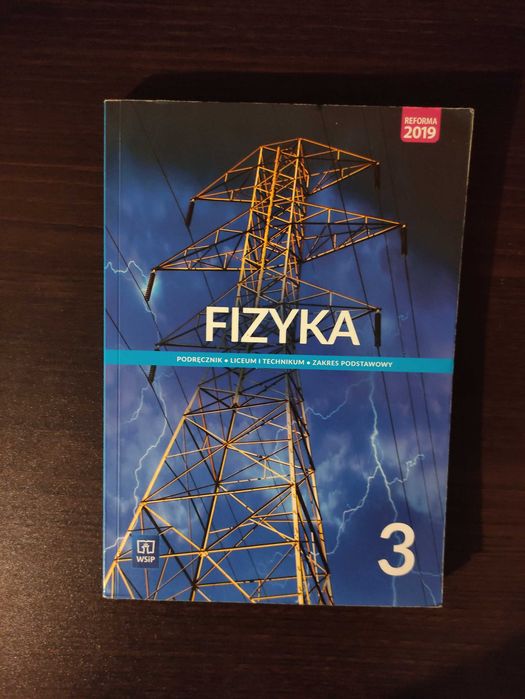 REFORMA
2019
FIZYKA
PODRĘCZNIK • LICEUM I TECHNIKUM • ZAKRES PODSTAWOWY
3
WSiP